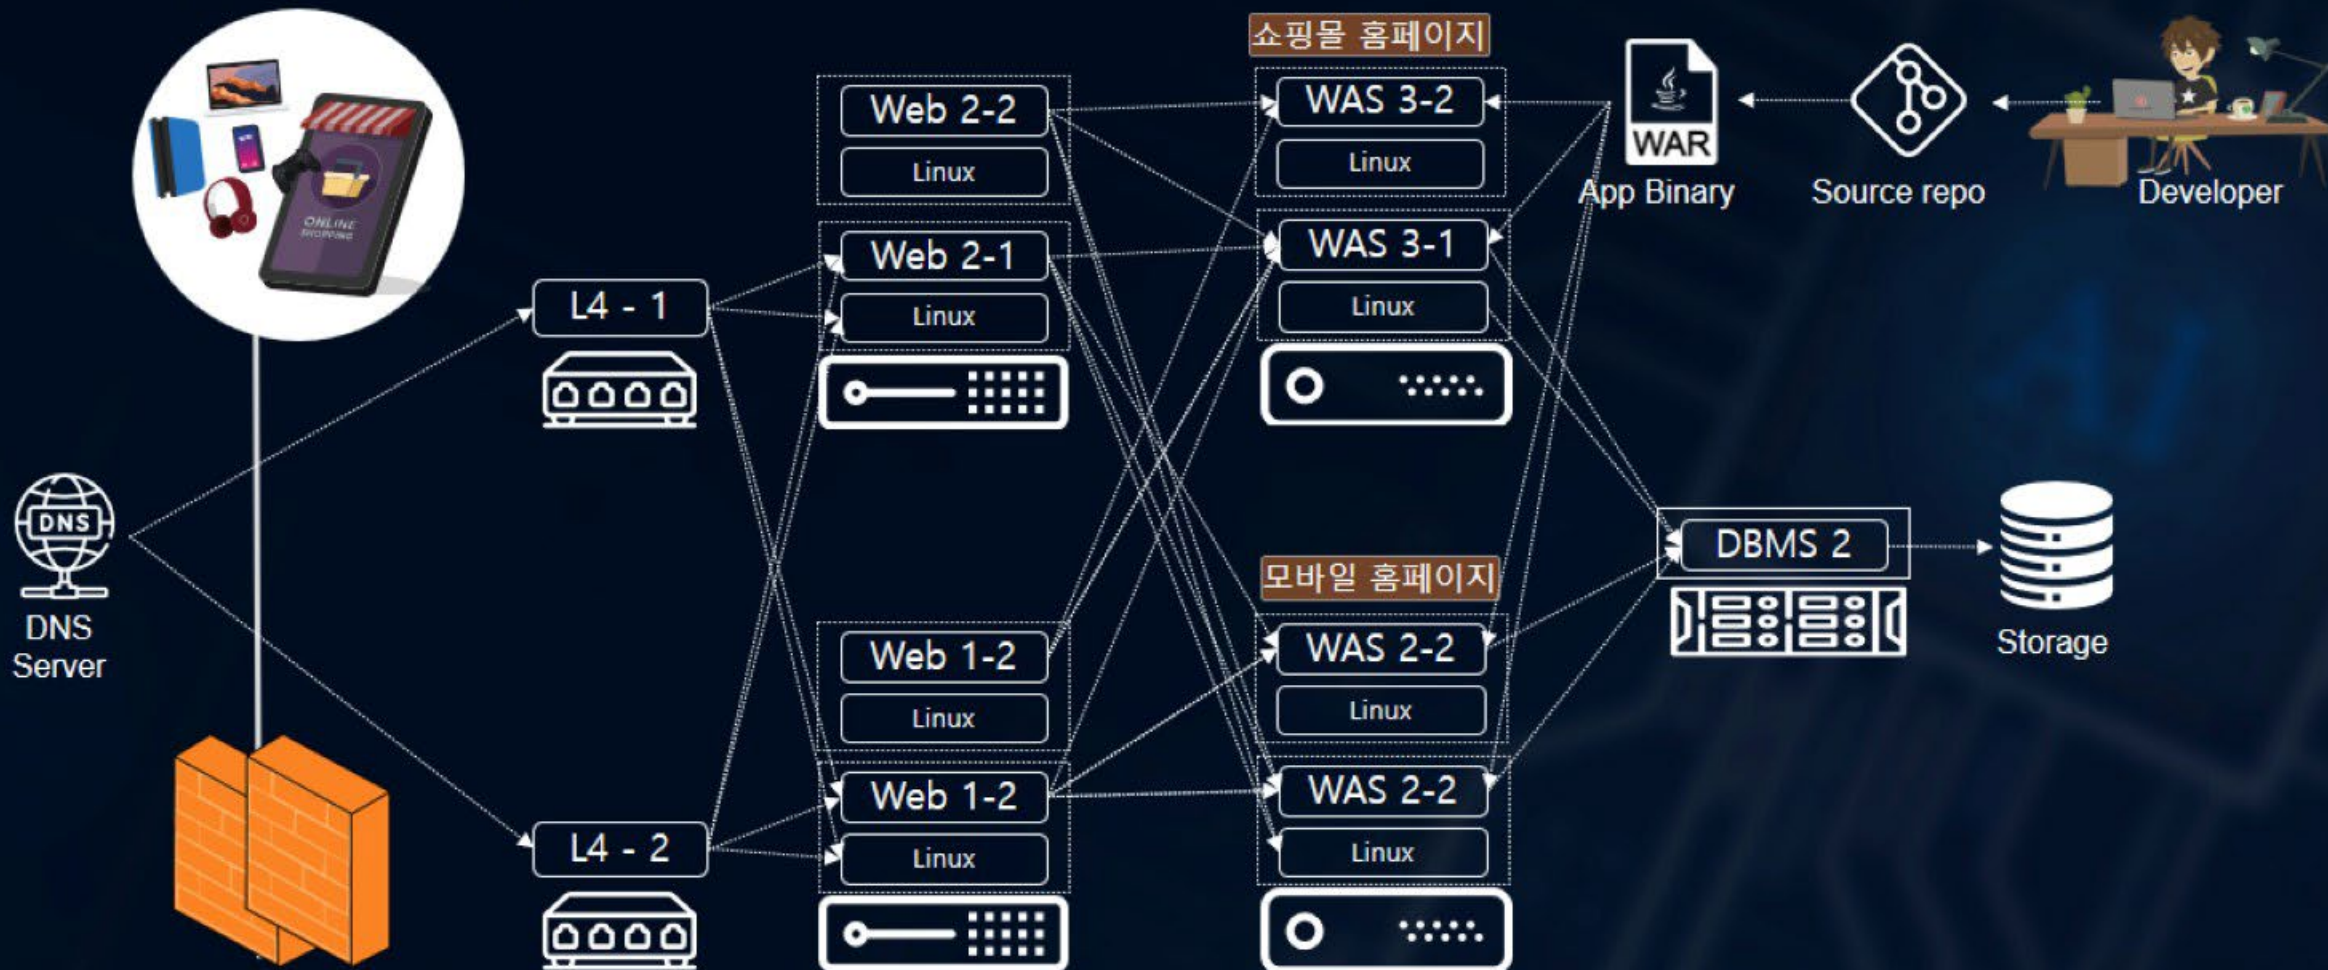 쇼핑몰 홈페이지
ONLINE
SHOPPING
Web 2-2
Linux
Web 2-1
Linux
WAS 3-2
Linux
WAS 3-1
Linux
WAR
App Binary
Source repo
Developer
L4 - 1
DNS
DNS
Server
L4 - 2
Web 1-2
Linux
Web 1-2
Linux
모바일 홈페이지
WAS 2-2
Linux
WAS 2-2
Linux
DBMS 2
Storage
AI